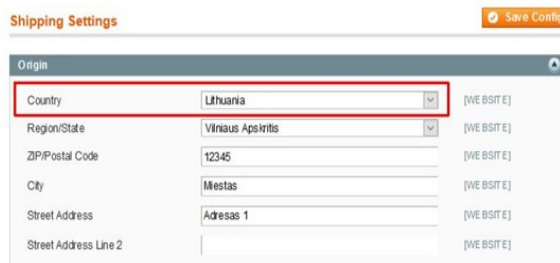 Shipping Settings
Save Config
Origin
Country Lithuania [WEBSITE]
Region/State Vilniaus Apskritis [WEBSITE]
ZIP/Postal Code 12345 [WEBSITE]
City Miestas [WEBSITE]
Street Address Adresas 1 [WEBSITE]
Street Address Line 2 [WEBSITE]